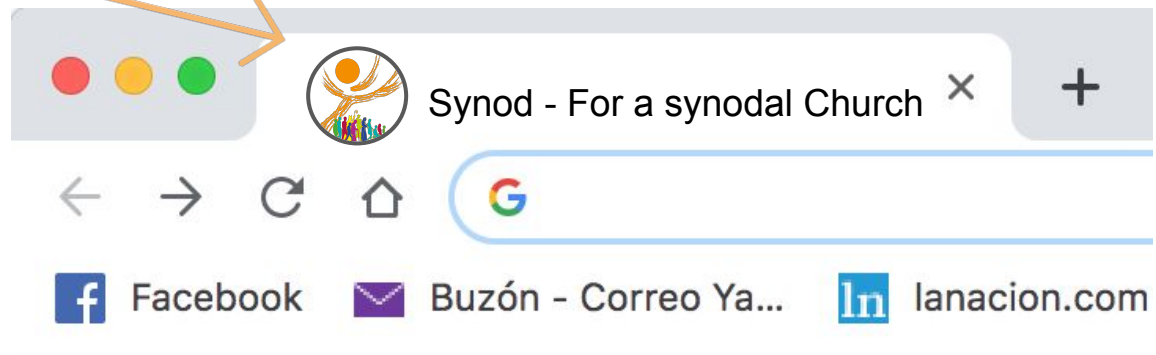 Synod - For a synodal Church
Facebook Buzón - Correo Ya... lanacion.com